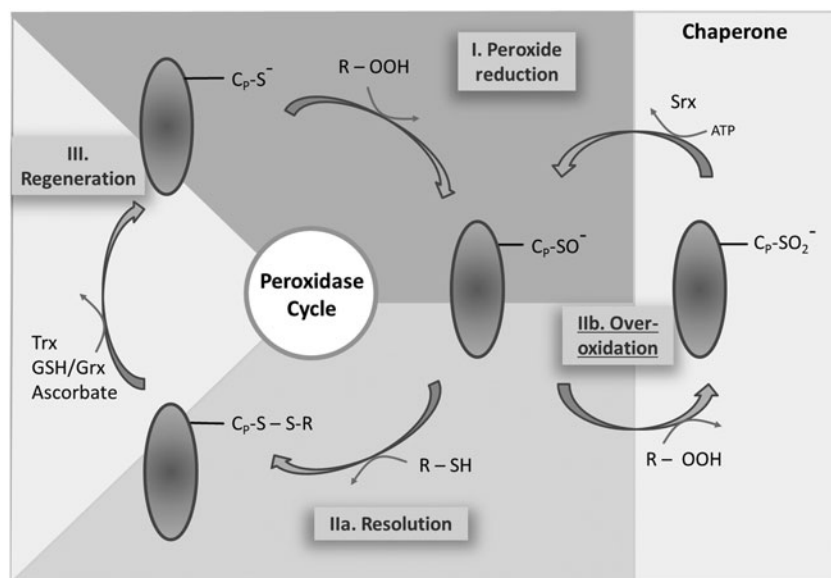 I. Peroxide
reduction
Chaperone
Cₚ-S⁻
R – OOH
Srx
ATP
III.
Regeneration
Cₚ-SO⁻
Cₚ-SO₂⁻
Peroxidase
Cycle
IIb. Over-
oxidation
Trx
GSH/Grx
Ascorbate
Cₚ-S – S-R
R – SH
R – OOH
IIa. Resolution